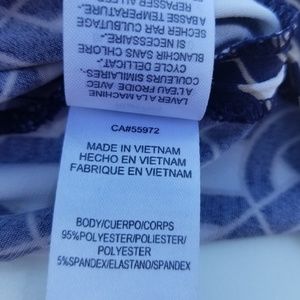 REPASSER AU FER
A BASSE TEMPERATURE
SECHER PAR CULBUTAGE
SI NECESSAIRE.
BLANCHIR SANS CHLORE
CYCLE DELICAT.
COULEURS SIMILAIRES.
A L'EAU FROIDE AVEC
LAVER A LA MACHINE
CA#55972
MADE IN VIETNAM
HECHO EN VIETNAM
FABRIQUE EN VIETNAM
BODY/CUERPO/CORPS
95%POLYESTER/POLIESTER/
POLYESTER
5%SPANDEX/ELASTANO/SPANDEX